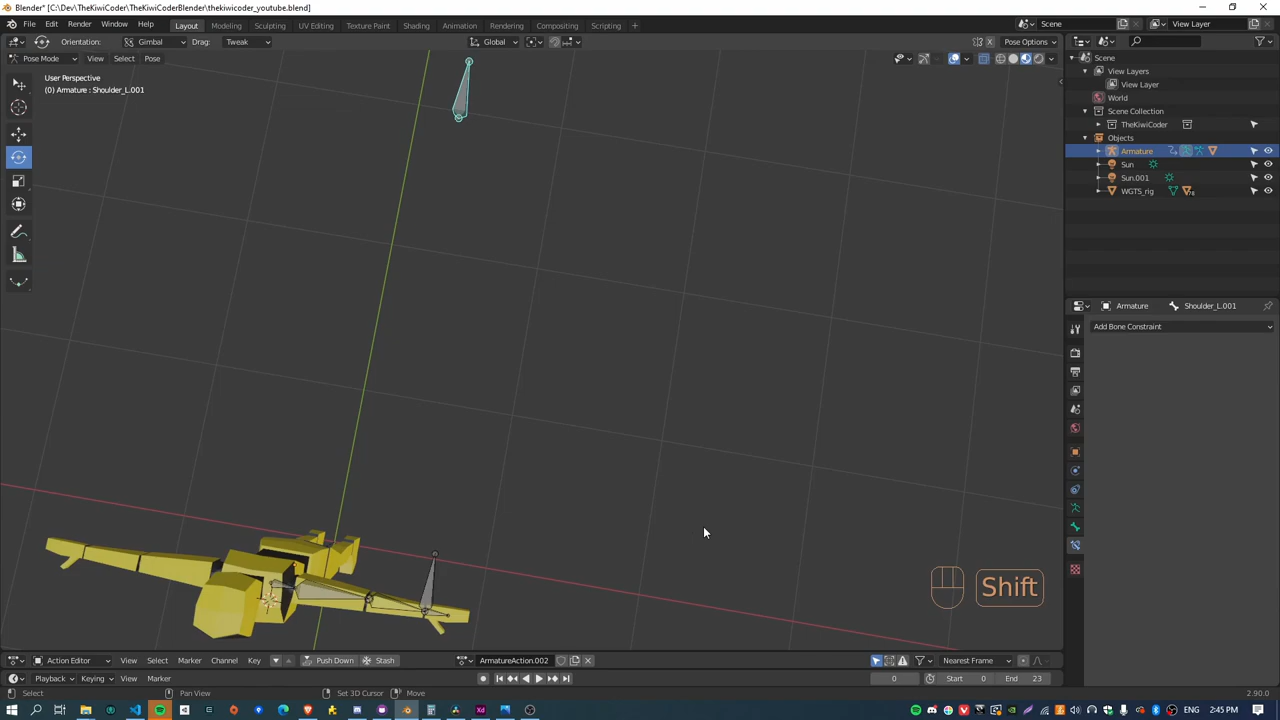 Blender* [C:\Dev\TheKiwiCoder\TheKiwiCoderBlender\thekiwicoder_youtube.blend]
File Edit Render Window Help Layout Modeling Sculpting UV Editing Texture Paint Shading Animation Rendering Compositing Scripting + Scene View Layer
Orientation: Gimbal Drag: Tweak Global Pose Options
Pose Mode View Select Pose
User Perspective
(0) Armature : Shoulder_L.001
Scene
View Layers
View Layer
World
Scene Collection
TheKiwiCoder
Objects
Armature
Sun
Sun.001
WGTS_rig
78
Armature Shoulder_L.001
Add Bone Constraint
Shift
Action Editor View Select Marker Channel Key Push Down Stash ArmatureAction.002 Nearest Frame
Playback Keying View Marker 0 Start 0 End 23
Select Pan View Set 3D Cursor Move 2.90.0
2:45 PM